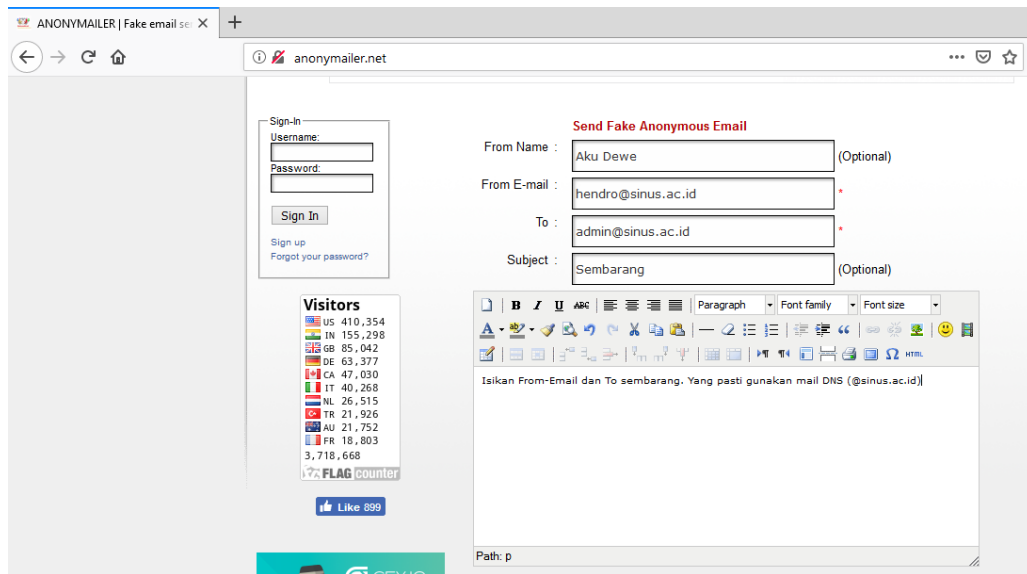 ANONYMAILER | Fake email se
anonymailer.net
Sign-In
Username:
Password:
Sign In
Sign up
Forgot your password?
Send Fake Anonymous Email
From Name :
Aku Dewe
(Optional)
From E-mail :
hendro@sinus.ac.id
*
To :
admin@sinus.ac.id
*
Subject :
Sembarang
(Optional)
B I U ABC
Paragraph
Font family
Font size
HTML
Isikan From-Email dan To sembarang. Yang pasti gunakan mail DNS (@sinus.ac.id)
Path: p
Visitors
US 410,354
IN 155,298
GB 85,042
DE 63,377
CA 47,030
IT 40,268
NL 26,515
TR 21,926
AU 21,752
FR 18,803
3,718,668
FLAG counter
Like 899